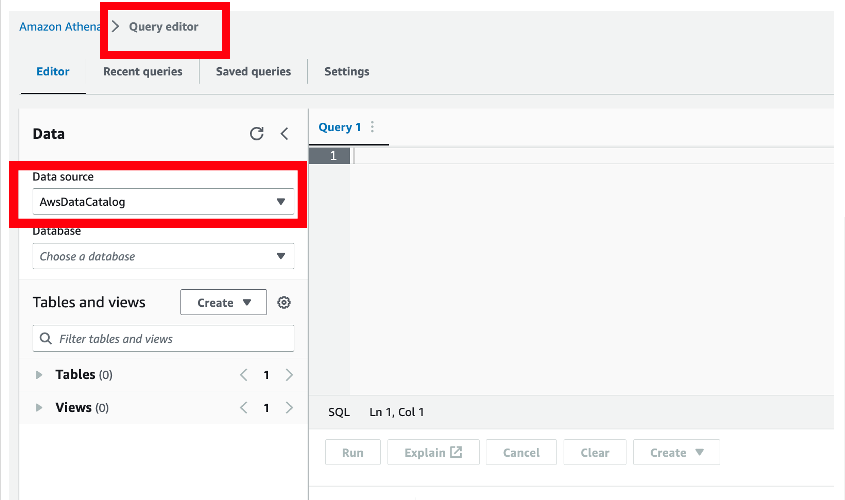 Amazon Athena > Query editor
Editor Recent queries Saved queries Settings
Data
Data source
AwsDataCatalog
Database
Choose a database
Tables and views Create
Filter tables and views
Tables (0) 1
Views (0) 1
Query 1
1
SQL Ln 1, Col 1
Run Explain Cancel Clear Create